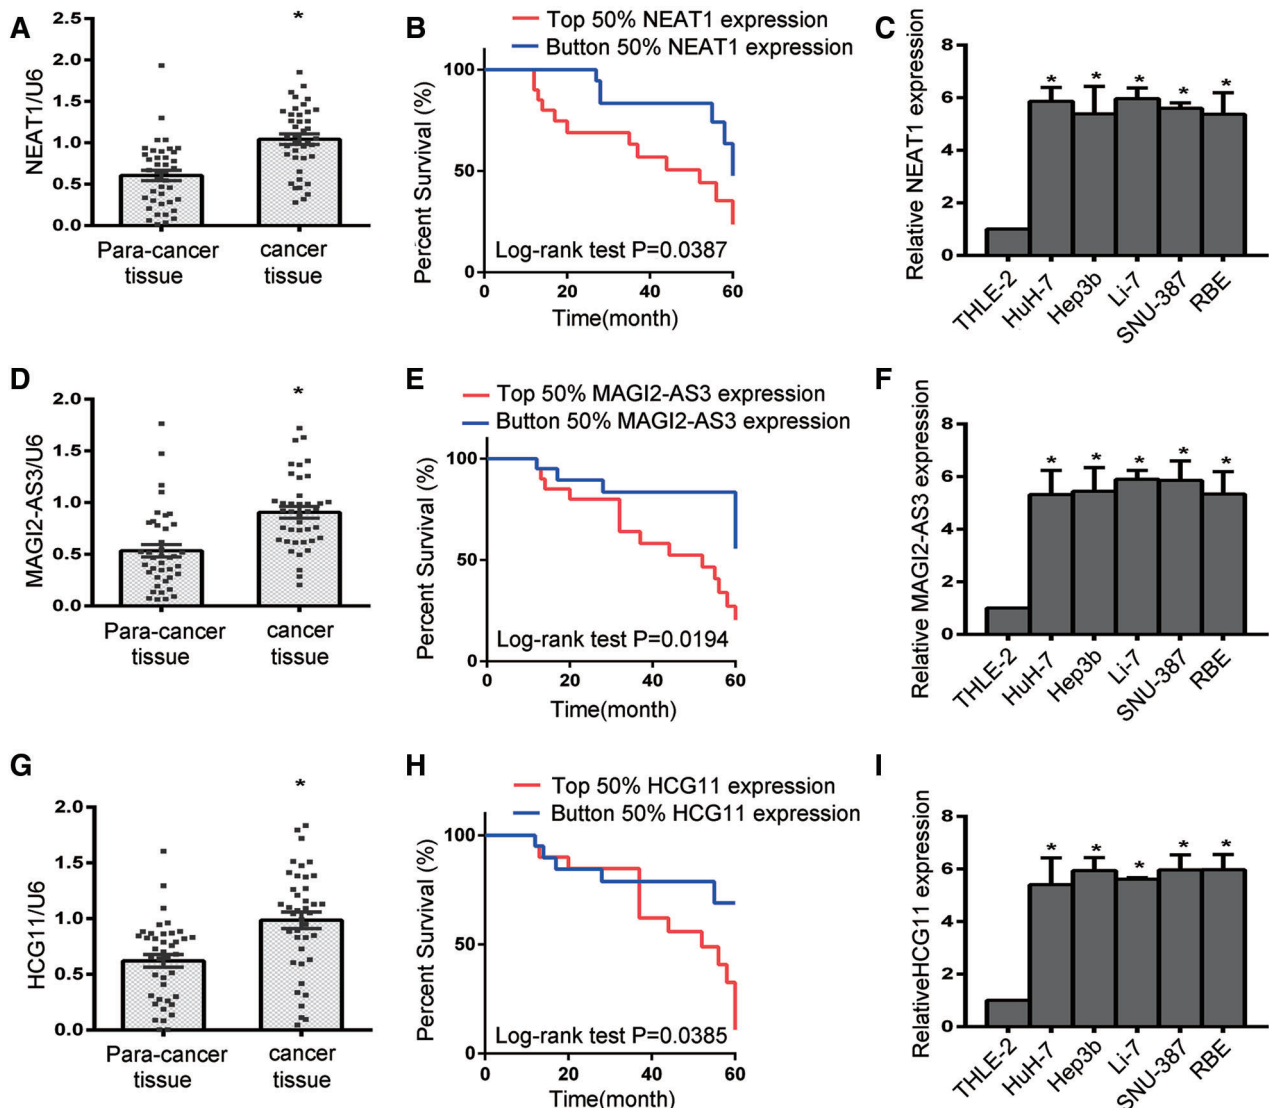 A
NEAT1/U6
2.5
2.0
1.5
1.0
0.5
0.0
*
Para-cancer
tissue
cancer
tissue
B
Top 50% NEAT1 expression
Button 50% NEAT1 expression
Percent Survival (%)
100
50
0
Log-rank test P=0.0387
0 20 40 60
Time(month)
C
Relative NEAT1 expression
8
6
4
2
0
* * * * *
THLE-2 HuH-7 Hep3b Li-7 SNU-387 RBE
D
MAGI2-AS3/U6
2.0
1.5
1.0
0.5
0.0
*
Para-cancer
tissue
cancer
tissue
E
Top 50% MAGI2-AS3 expression
Button 50% MAGI2-AS3 expression
Percent Survival (%)
100
50
0
Log-rank test P=0.0194
0 20 40 60
Time(month)
F
Relative MAGI2-AS3 expression
8
6
4
2
0
* * * * *
THLE-2 HuH-7 Hep3b Li-7 SNU-387 RBE
G
HCG11/U6
2.0
1.5
1.0
0.5
0.0
*
Para-cancer
tissue
cancer
tissue
H
Top 50% HCG11 expression
Button 50% HCG11 expression
Percent Survival (%)
100
50
0
Log-rank test P=0.0385
0 20 40 60
Time(month)
I
RelativeHCG11 expression
8
6
4
2
0
* * * * *
THLE-2 HuH-7 Hep3b Li-7 SNU-387 RBE